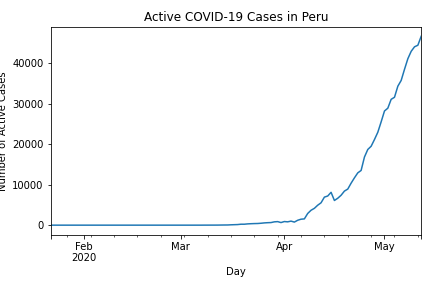 Active COVID-19 Cases in Peru
Number of Active Cases
40000
30000
20000
10000
0
Feb
2020
Mar
Apr
May
Day